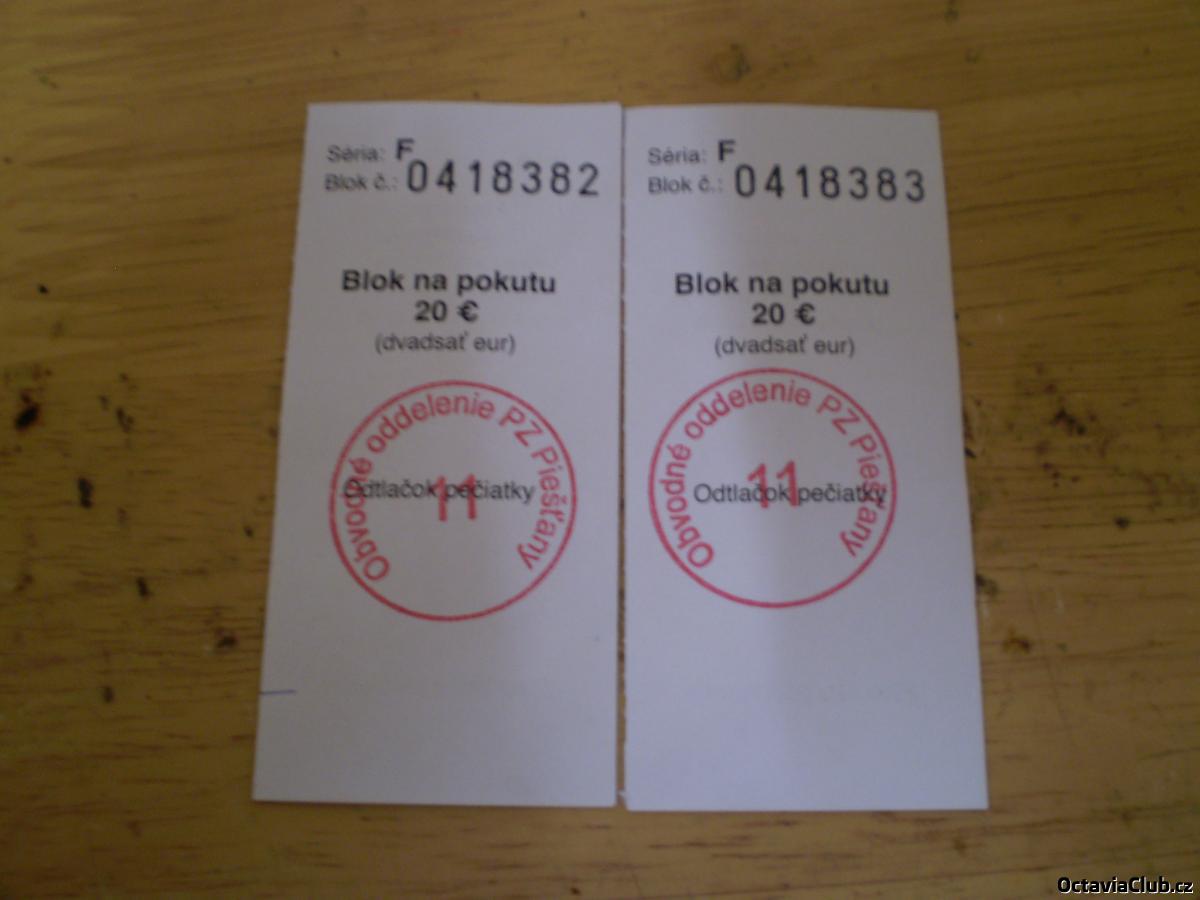 Séria: F
Blok č.: 0418382
Blok na pokutu
20 €
(dvadsať eur)
Obvodné oddelenie PZ Piešťany
Odtlačok pečiatky
11
Séria: F
Blok č.: 0418383
Blok na pokutu
20 €
(dvadsať eur)
Obvodné oddelenie PZ Piešťany
Odtlačok pečiatky
11
OctaviaClub.cz